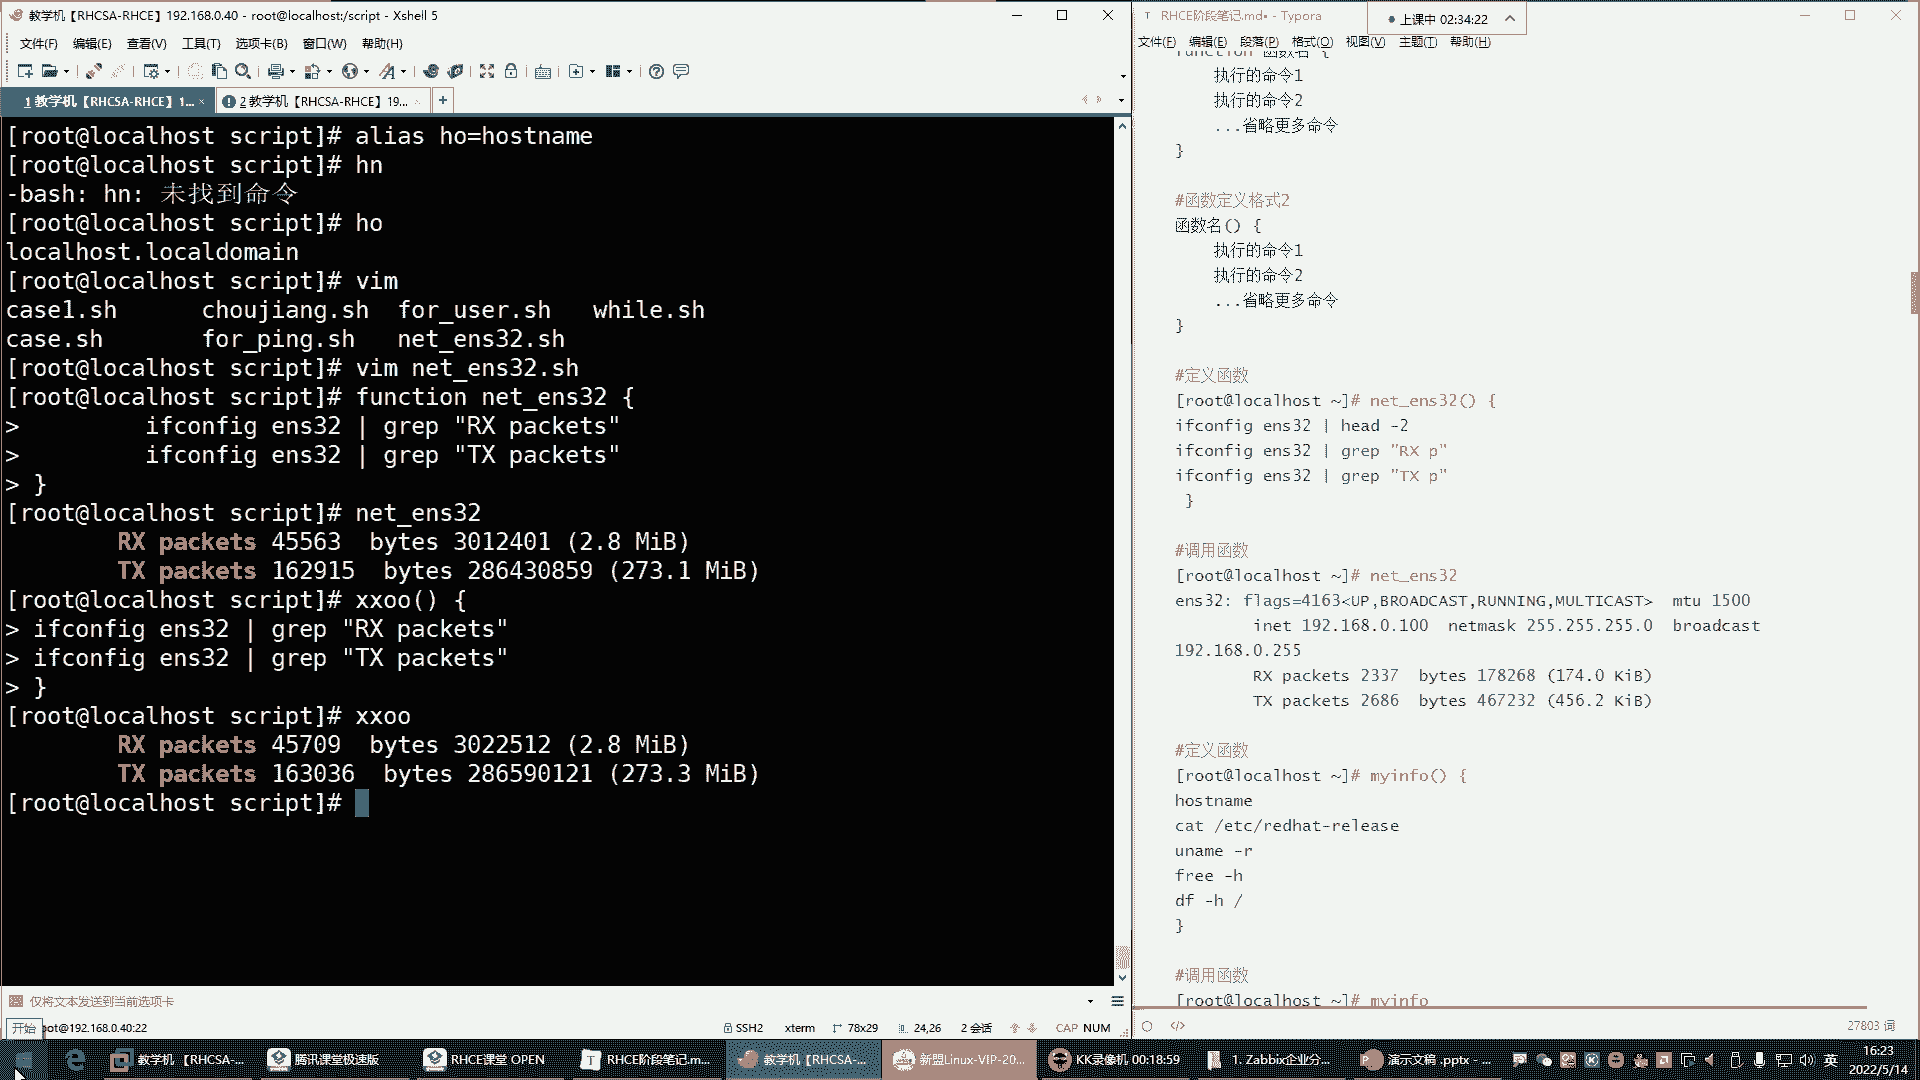 教学机【RHCSA-RHCE】192.168.0.40 - root@localhost:/script - Xshell 5
文件(F) 编辑(E) 查看(V) 工具(T) 选项卡(B) 窗口(W) 帮助(H)
1 教学机【RHCSA-RHCE】1... × 2 教学机【RHCSA-RHCE】19... +
[root@localhost script]# alias ho=hostname
[root@localhost script]# hn
-bash: hn: 未找到命令
[root@localhost script]# ho
localhost.localdomain
[root@localhost script]# vim
case1.sh choujiang.sh for_user.sh while.sh
case.sh for_ping.sh net_ens32.sh
[root@localhost script]# vim net_ens32.sh
[root@localhost script]# function net_ens32 {
> ifconfig ens32 | grep "RX packets"
> ifconfig ens32 | grep "TX packets"
> }
[root@localhost script]# net_ens32
RX packets 45563 bytes 3012401 (2.8 MiB)
TX packets 162915 bytes 286430859 (273.1 MiB)
[root@localhost script]# xxoo() {
> ifconfig ens32 | grep "RX packets"
> ifconfig ens32 | grep "TX packets"
> }
[root@localhost script]# xxoo
RX packets 45709 bytes 3022512 (2.8 MiB)
TX packets 163036 bytes 286590121 (273.3 MiB)
[root@localhost script]#
仅将文本发送到当前选项卡
开始 oot@192.168.0.40:22 SSH2 xterm 78x29 24,26 2 会话 CAP NUM
RHCE阶段笔记.md• - Typora
上课中 02:34:22
文件(F) 编辑(E) 段落(P) 格式(O) 视图(V) 主题(T) 帮助(H)
function 函数名 {
执行的命令1
执行的命令2
...省略更多命令
}
#函数定义格式2
函数名() {
执行的命令1
执行的命令2
...省略更多命令
}
#定义函数
[root@localhost ~]# net_ens32() {
ifconfig ens32 | head -2
ifconfig ens32 | grep "RX p"
ifconfig ens32 | grep "TX p"
}
#调用函数
[root@localhost ~]# net_ens32
ens32: flags=4163<UP,BROADCAST,RUNNING,MULTICAST> mtu 1500
inet 192.168.0.100 netmask 255.255.255.0 broadcast
192.168.0.255
RX packets 2337 bytes 178268 (174.0 KiB)
TX packets 2686 bytes 467232 (456.2 KiB)
#定义函数
[root@localhost ~]# myinfo() {
hostname
cat /etc/redhat-release
uname -r
free -h
df -h /
}
#调用函数
[root@localhost ~]# myinfo
</> 27803 词
教学机【RHCSA-... 腾讯课堂极速版 RHCE课堂 OPEN RHCE阶段笔记.m... 教学机【RHCSA-... 新盟Linux-VIP-20... KK录像机 00:18:59 1. Zabbix企业分... 演示文稿 .pptx - ... 英 16:23
2022/5/14